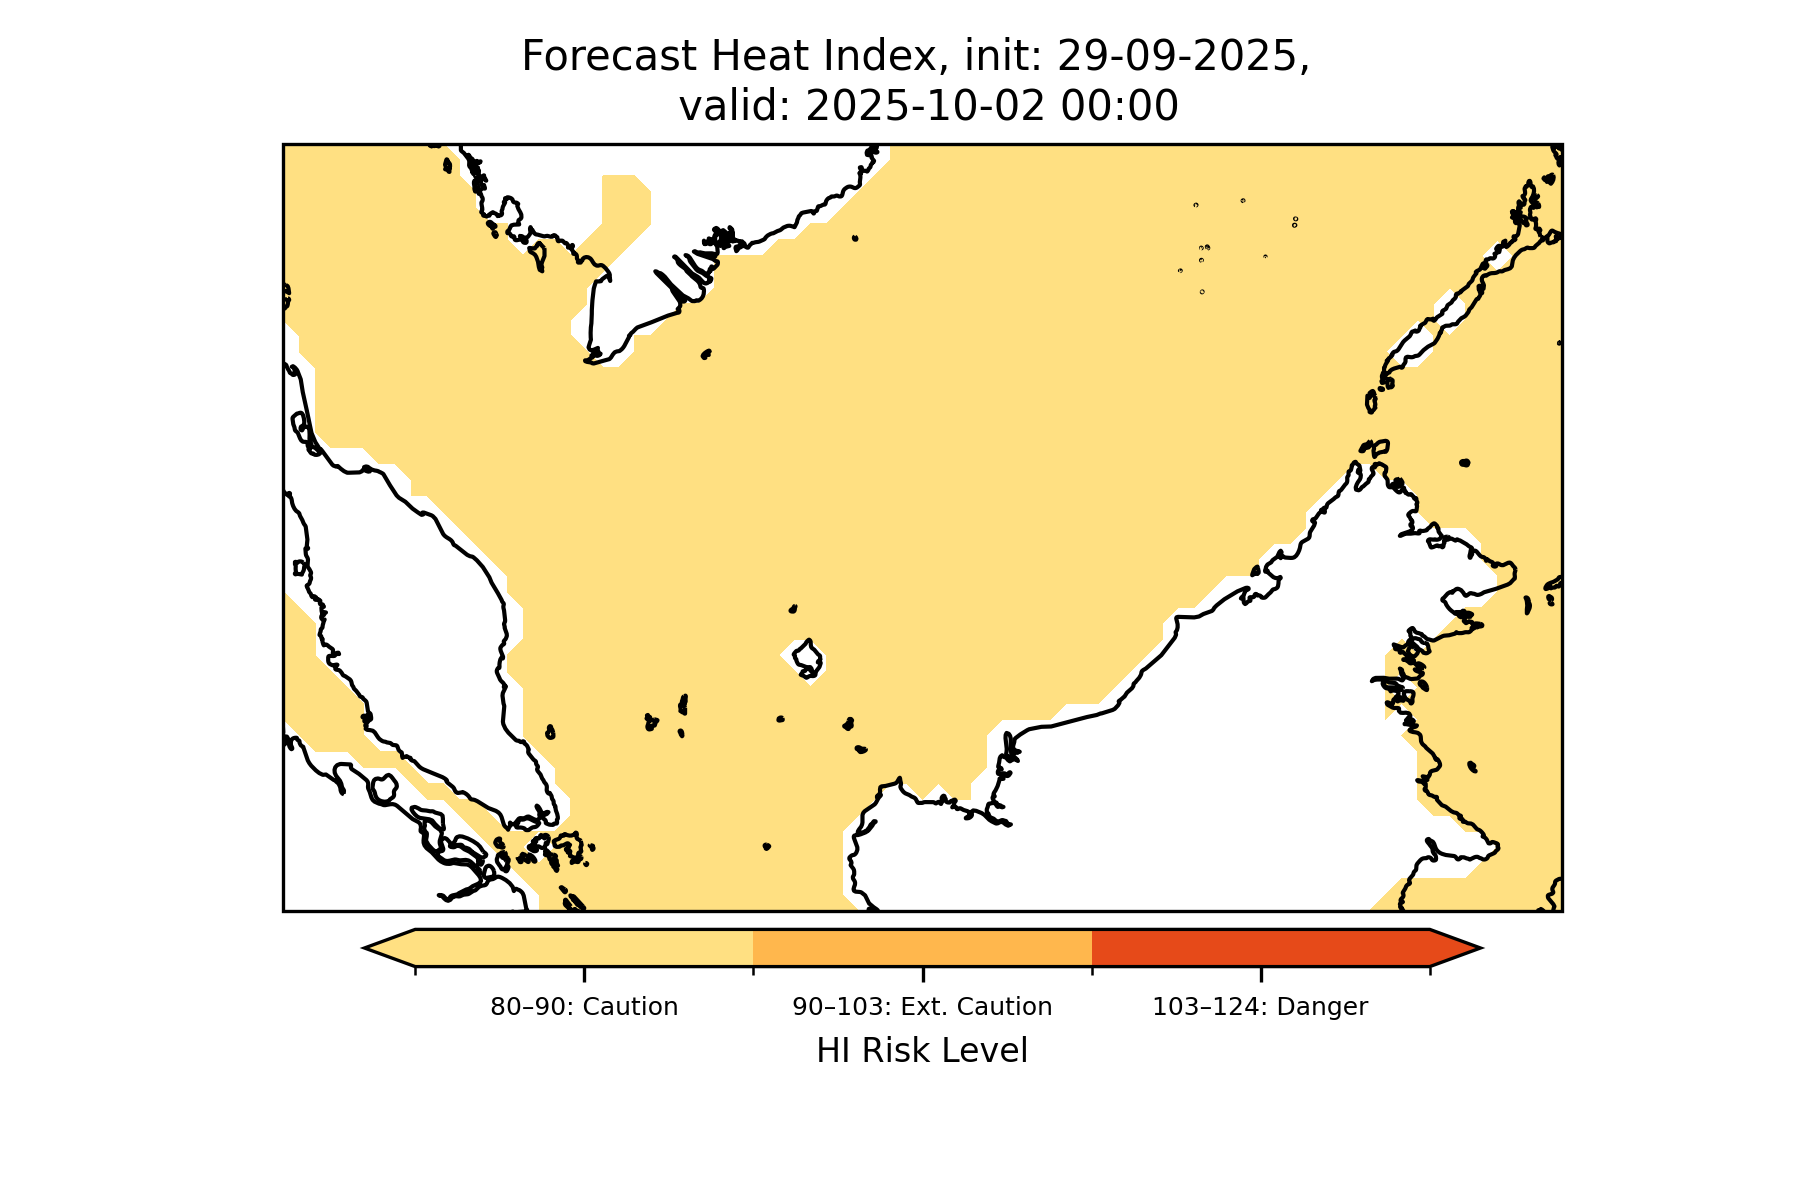 Forecast Heat Index, init: 29-09-2025,
valid: 2025-10-02 00:00
80–90: Caution
90–103: Ext. Caution
103–124: Danger
HI Risk Level